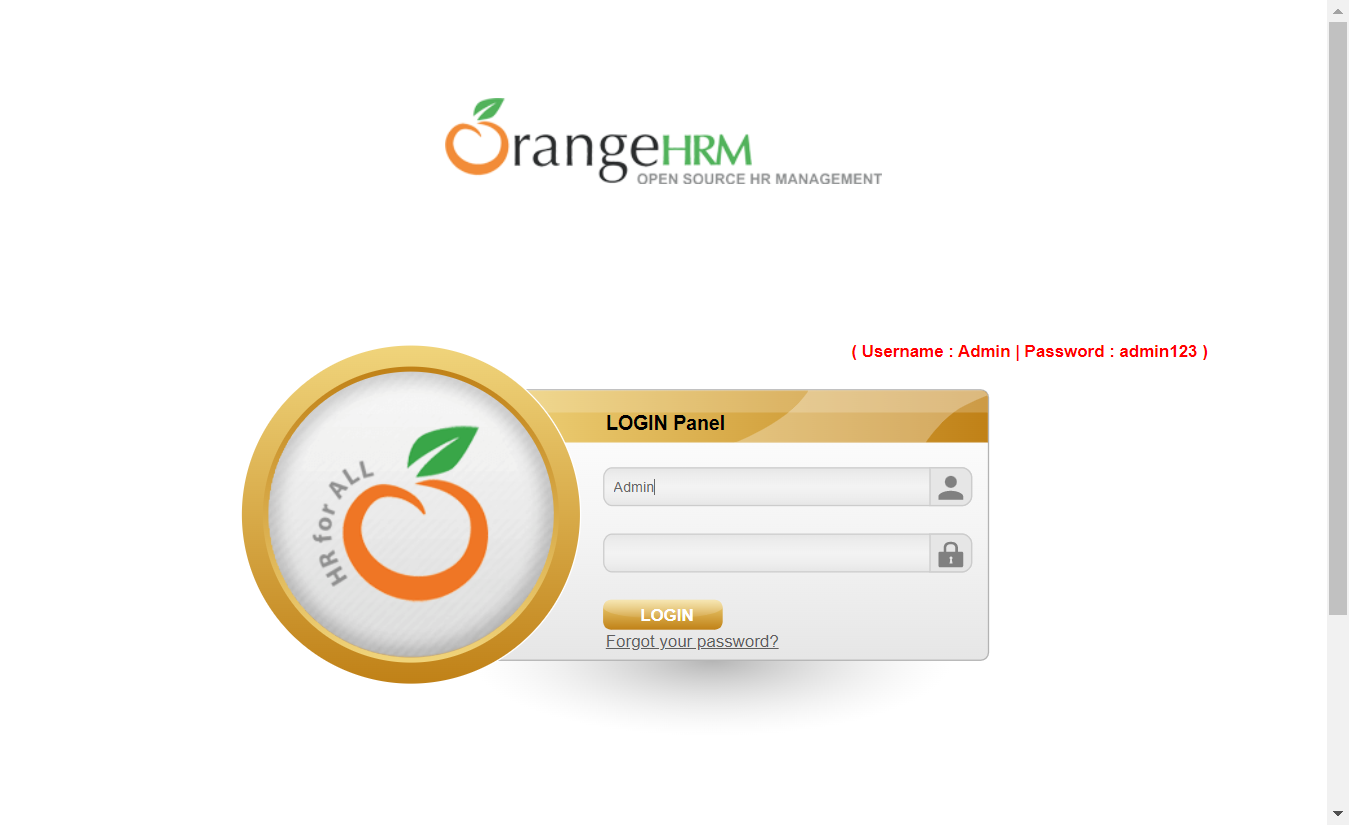 OrangeHRM
OPEN SOURCE HR MANAGEMENT
( Username : Admin | Password : admin123 )
LOGIN Panel
HR for ALL
Admin
LOGIN
Forgot your password?